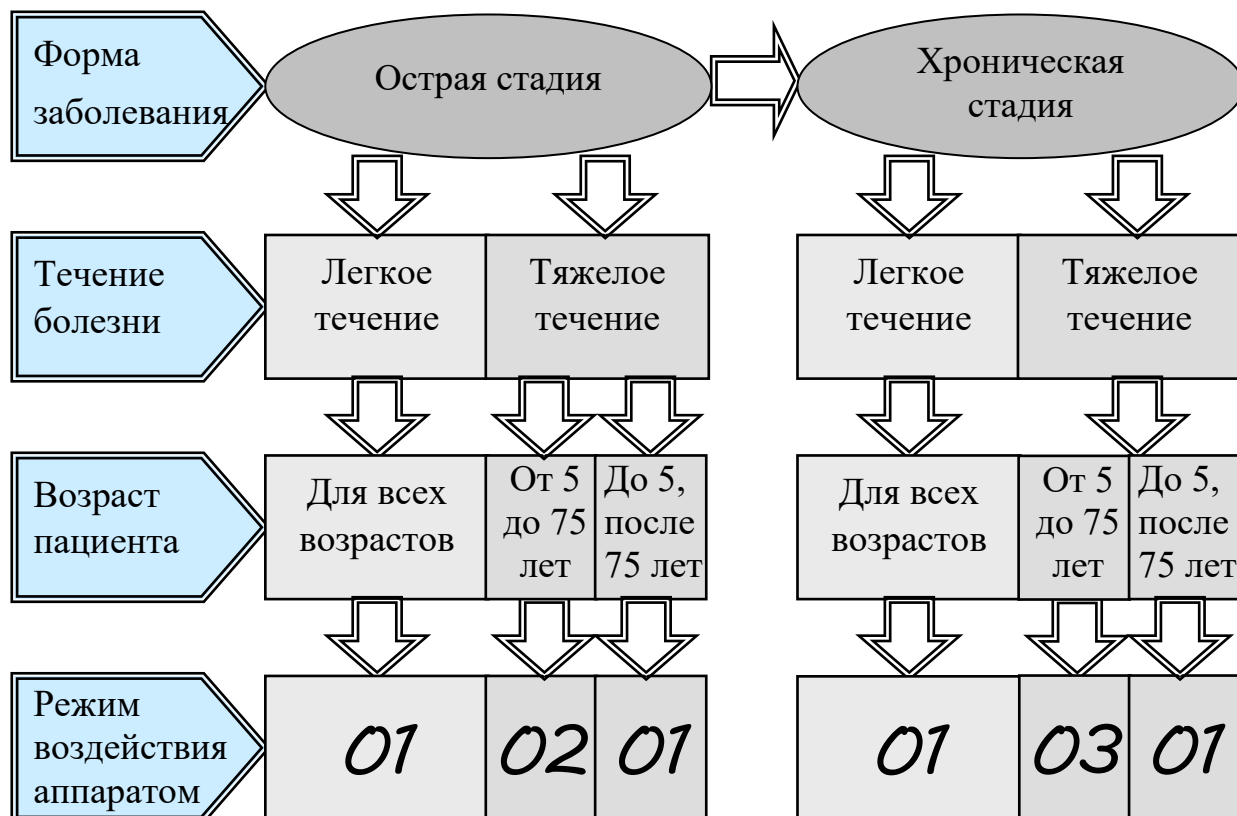 Форма
заболевания
Острая стадия
Хроническая
стадия
Течение
болезни
Легкое
течение
Тяжелое
течение
Легкое
течение
Тяжелое
течение
Возраст
пациента
Для всех
возрастов
От 5
до 75
лет
До 5,
после
75 лет
Для всех
возрастов
От 5
до 75
лет
До 5,
после
75 лет
Режим
воздействия
аппаратом
01
02
01
01
03
01